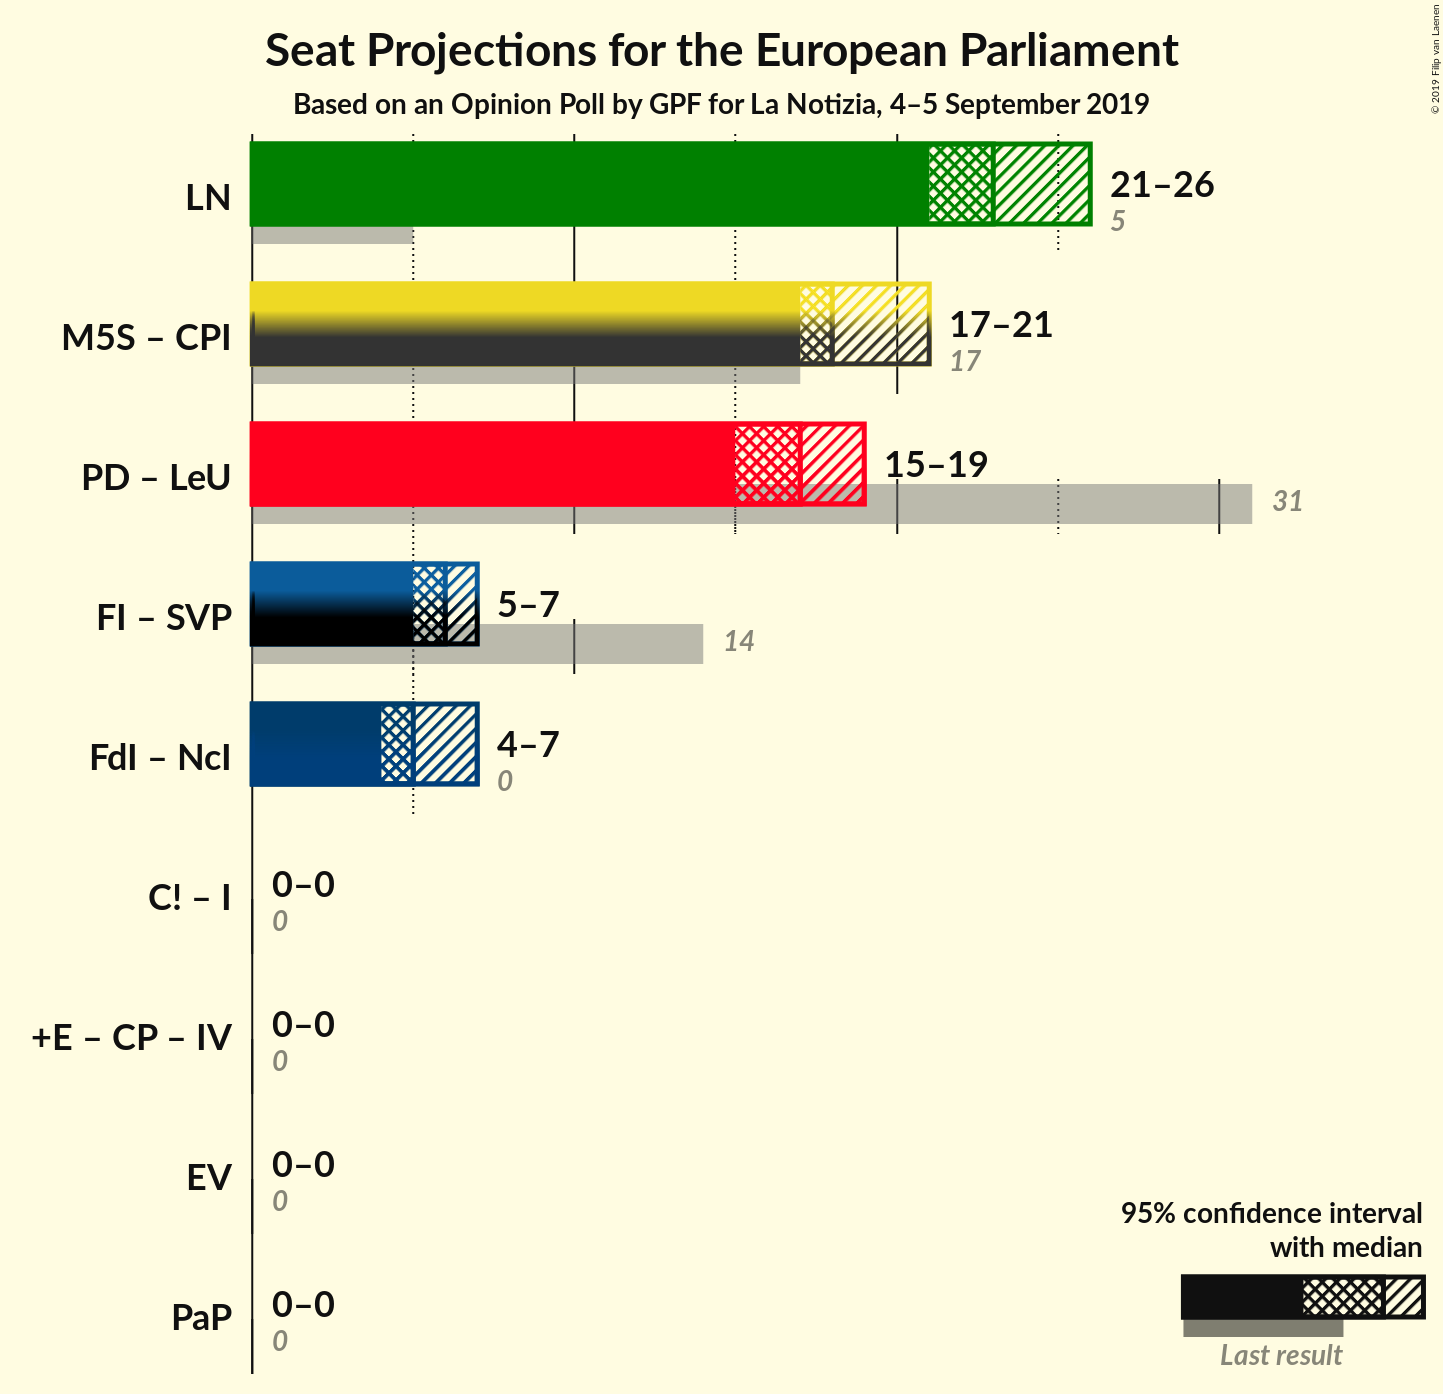 Seat Projections for the European Parliament
Based on an Opinion Poll by GPF for La Notizia, 4–5 September 2019
© 2019 Filip van Laenen
LN
21–26
5
M5S – CPI
17–21
17
PD – LeU
15–19
31
FI – SVP
5–7
14
FdI – NcI
4–7
0
C! – I
0–0
0
+E – CP – IV
0–0
0
EV
0–0
0
PaP
0–0
0
95% confidence interval
with median
Last result